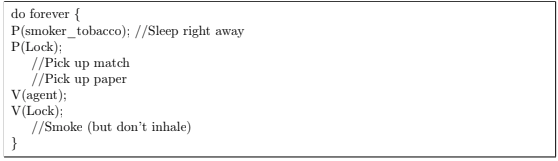 do forever {
P(smoker_tobacco); //Sleep right away
P(Lock);
//Pick up match
//Pick up paper
V(agent);
V(Lock);
//Smoke (but don't inhale)
}